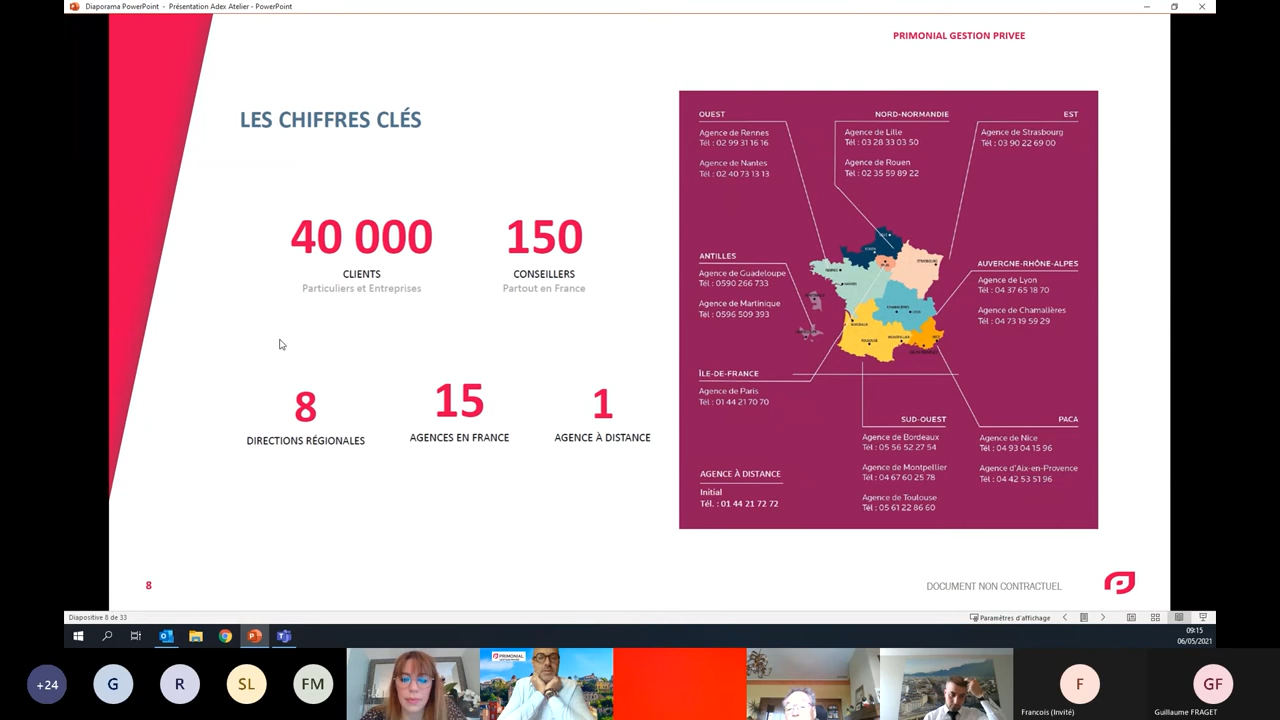 Diaporama PowerPoint - Présentation Adex Atelier - PowerPoint
PRIMONIAL GESTION PRIVEE
LES CHIFFRES CLÉS
40 000
CLIENTS
Particuliers et Entreprises
150
CONSEILLERS
Partout en France
8
DIRECTIONS RÉGIONALES
15
AGENCES EN FRANCE
1
AGENCE À DISTANCE
OUEST
Agence de Rennes
Tél : 02 99 31 16 16
Agence de Nantes
Tél : 02 40 73 13 13
NORD-NORMANDIE
Agence de Lille
Tél : 03 28 33 03 50
Agence de Rouen
Tél : 02 35 59 89 22
EST
Agence de Strasbourg
Tél : 03 90 22 69 00
ANTILLES
Agence de Guadeloupe
Tél : 0590 266 733
Agence de Martinique
Tél : 0596 509 393
AUVERGNE-RHÔNE-ALPES
Agence de Lyon
Tél : 04 37 65 18 70
Agence de Chamalières
Tél : 04 73 19 59 29
ÎLE-DE-FRANCE
Agence de Paris
Tél : 01 44 21 70 70
SUD-OUEST
Agence de Bordeaux
Tél : 05 56 52 27 54
Agence de Montpellier
Tél : 04 67 60 25 78
Agence de Toulouse
Tél : 05 61 22 86 60
PACA
Agence de Nice
Tél : 04 93 04 15 96
Agence d'Aix-en-Provence
Tél : 04 42 53 51 96
AGENCE À DISTANCE
Initial
Tél. : 01 44 21 72 72
8
DOCUMENT NON CONTRACTUEL
Diapositive 8 de 33
Paramètres d'affichage
09:15
06/05/2021
+24
G
R
SL
FM
PRIMONIAL
F
Francois (Invité)
GF
Guillaume FRAGET